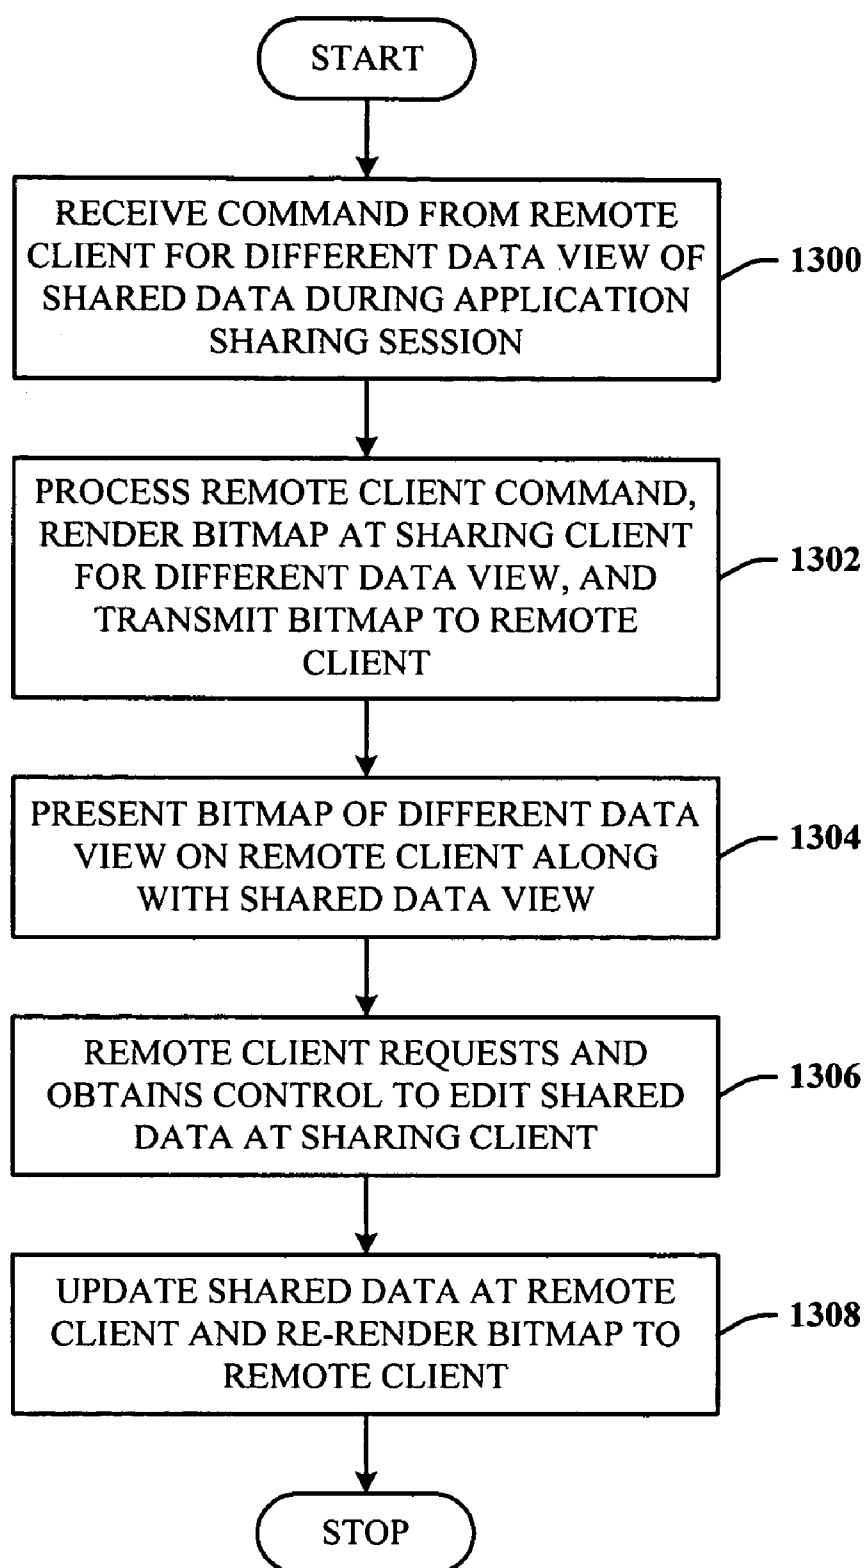 START
RECEIVE COMMAND FROM REMOTE
CLIENT FOR DIFFERENT DATA VIEW OF
SHARED DATA DURING APPLICATION
SHARING SESSION
1300
PROCESS REMOTE CLIENT COMMAND,
RENDER BITMAP AT SHARING CLIENT
FOR DIFFERENT DATA VIEW, AND
TRANSMIT BITMAP TO REMOTE
CLIENT
1302
PRESENT BITMAP OF DIFFERENT DATA
VIEW ON REMOTE CLIENT ALONG
WITH SHARED DATA VIEW
1304
REMOTE CLIENT REQUESTS AND
OBTAINS CONTROL TO EDIT SHARED
DATA AT SHARING CLIENT
1306
UPDATE SHARED DATA AT REMOTE
CLIENT AND RE-RENDER BITMAP TO
REMOTE CLIENT
1308
STOP